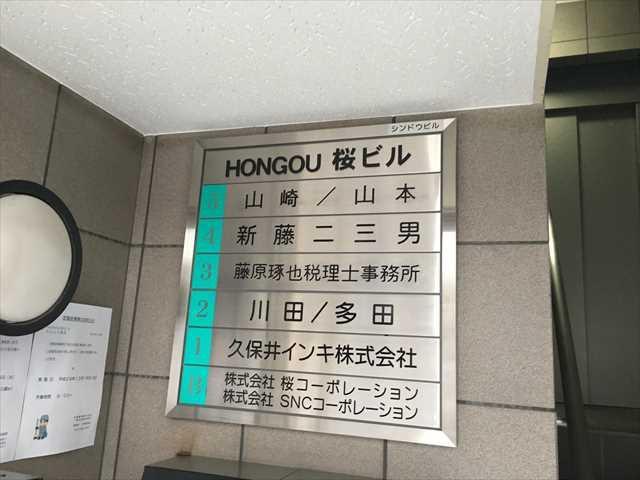 シンドウビル
HONGOU 桜ビル
5 山崎／山本
4 新藤二三男
3 藤原琢也税理士事務所
2 川田/多田
1 久保井インキ株式会社
B 株式会社 桜コーポレーション
株式会社 SNCコーポレーション